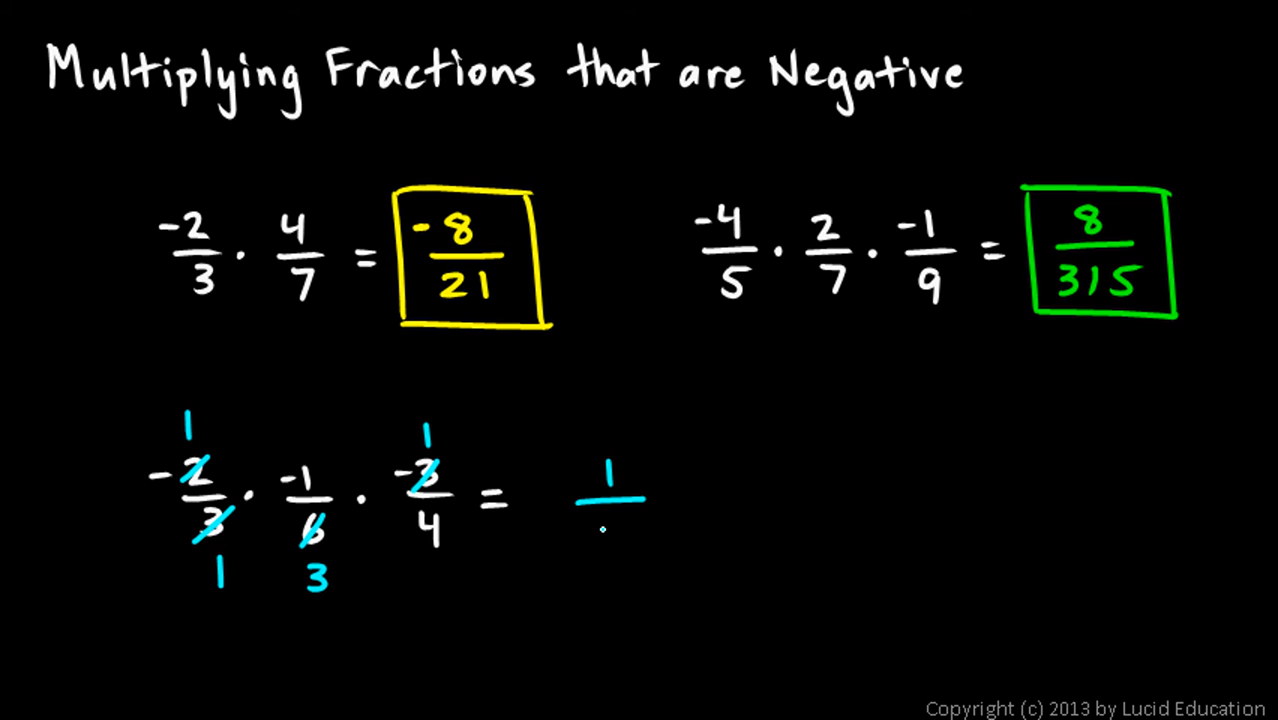 Multiplying Fractions that are Negative
-2/3 · 4/7 = -8/21
-4/5 · 2/7 · -1/9 = 8/315
1 1
-2/3 · -1/6 · -3/4 = 1/
1 3
Copyright (c) 2013 by Lucid Education